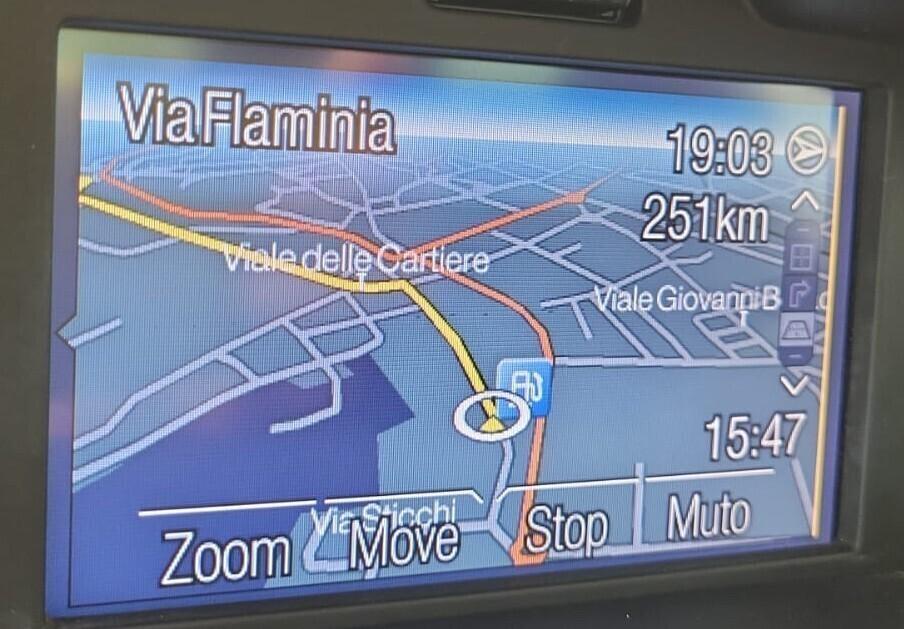 Via Flaminia
19:03
251km
Viale delle Cartiere
Viale Giovanni B
15:47
Via Sticchi
Zoom
Move
Stop
Muto